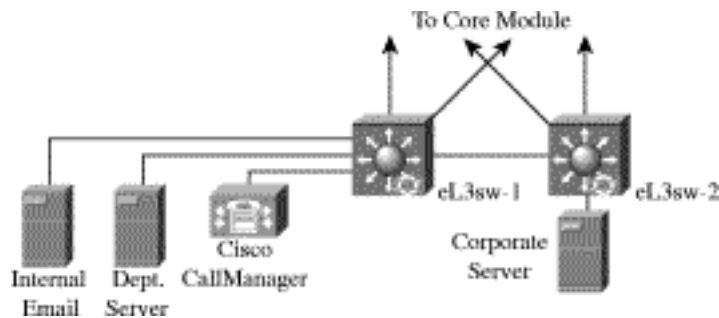 To Core Module
eL3sw-1
eL3sw-2
Internal
Email
Dept.
Server
Cisco
CallManager
Corporate
Server